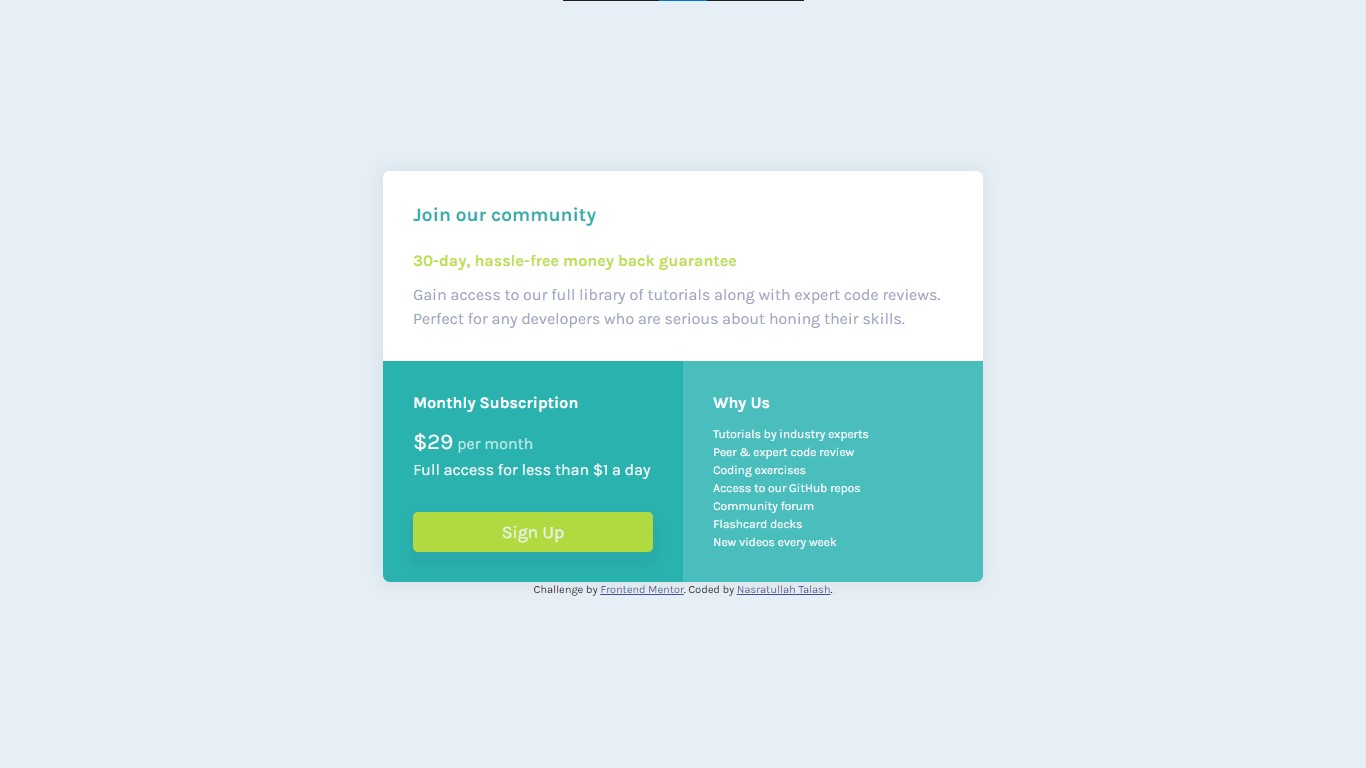 Join our community
30-day, hassle-free money back guarantee
Gain access to our full library of tutorials along with expert code reviews.
Perfect for any developers who are serious about honing their skills.
Monthly Subscription
$29 per month
Full access for less than $1 a day
Sign Up
Why Us
Tutorials by industry experts
Peer & expert code review
Coding exercises
Access to our GitHub repos
Community forum
Flashcard decks
New videos every week
Challenge by Frontend Mentor. Coded by Nasratullah Talash.